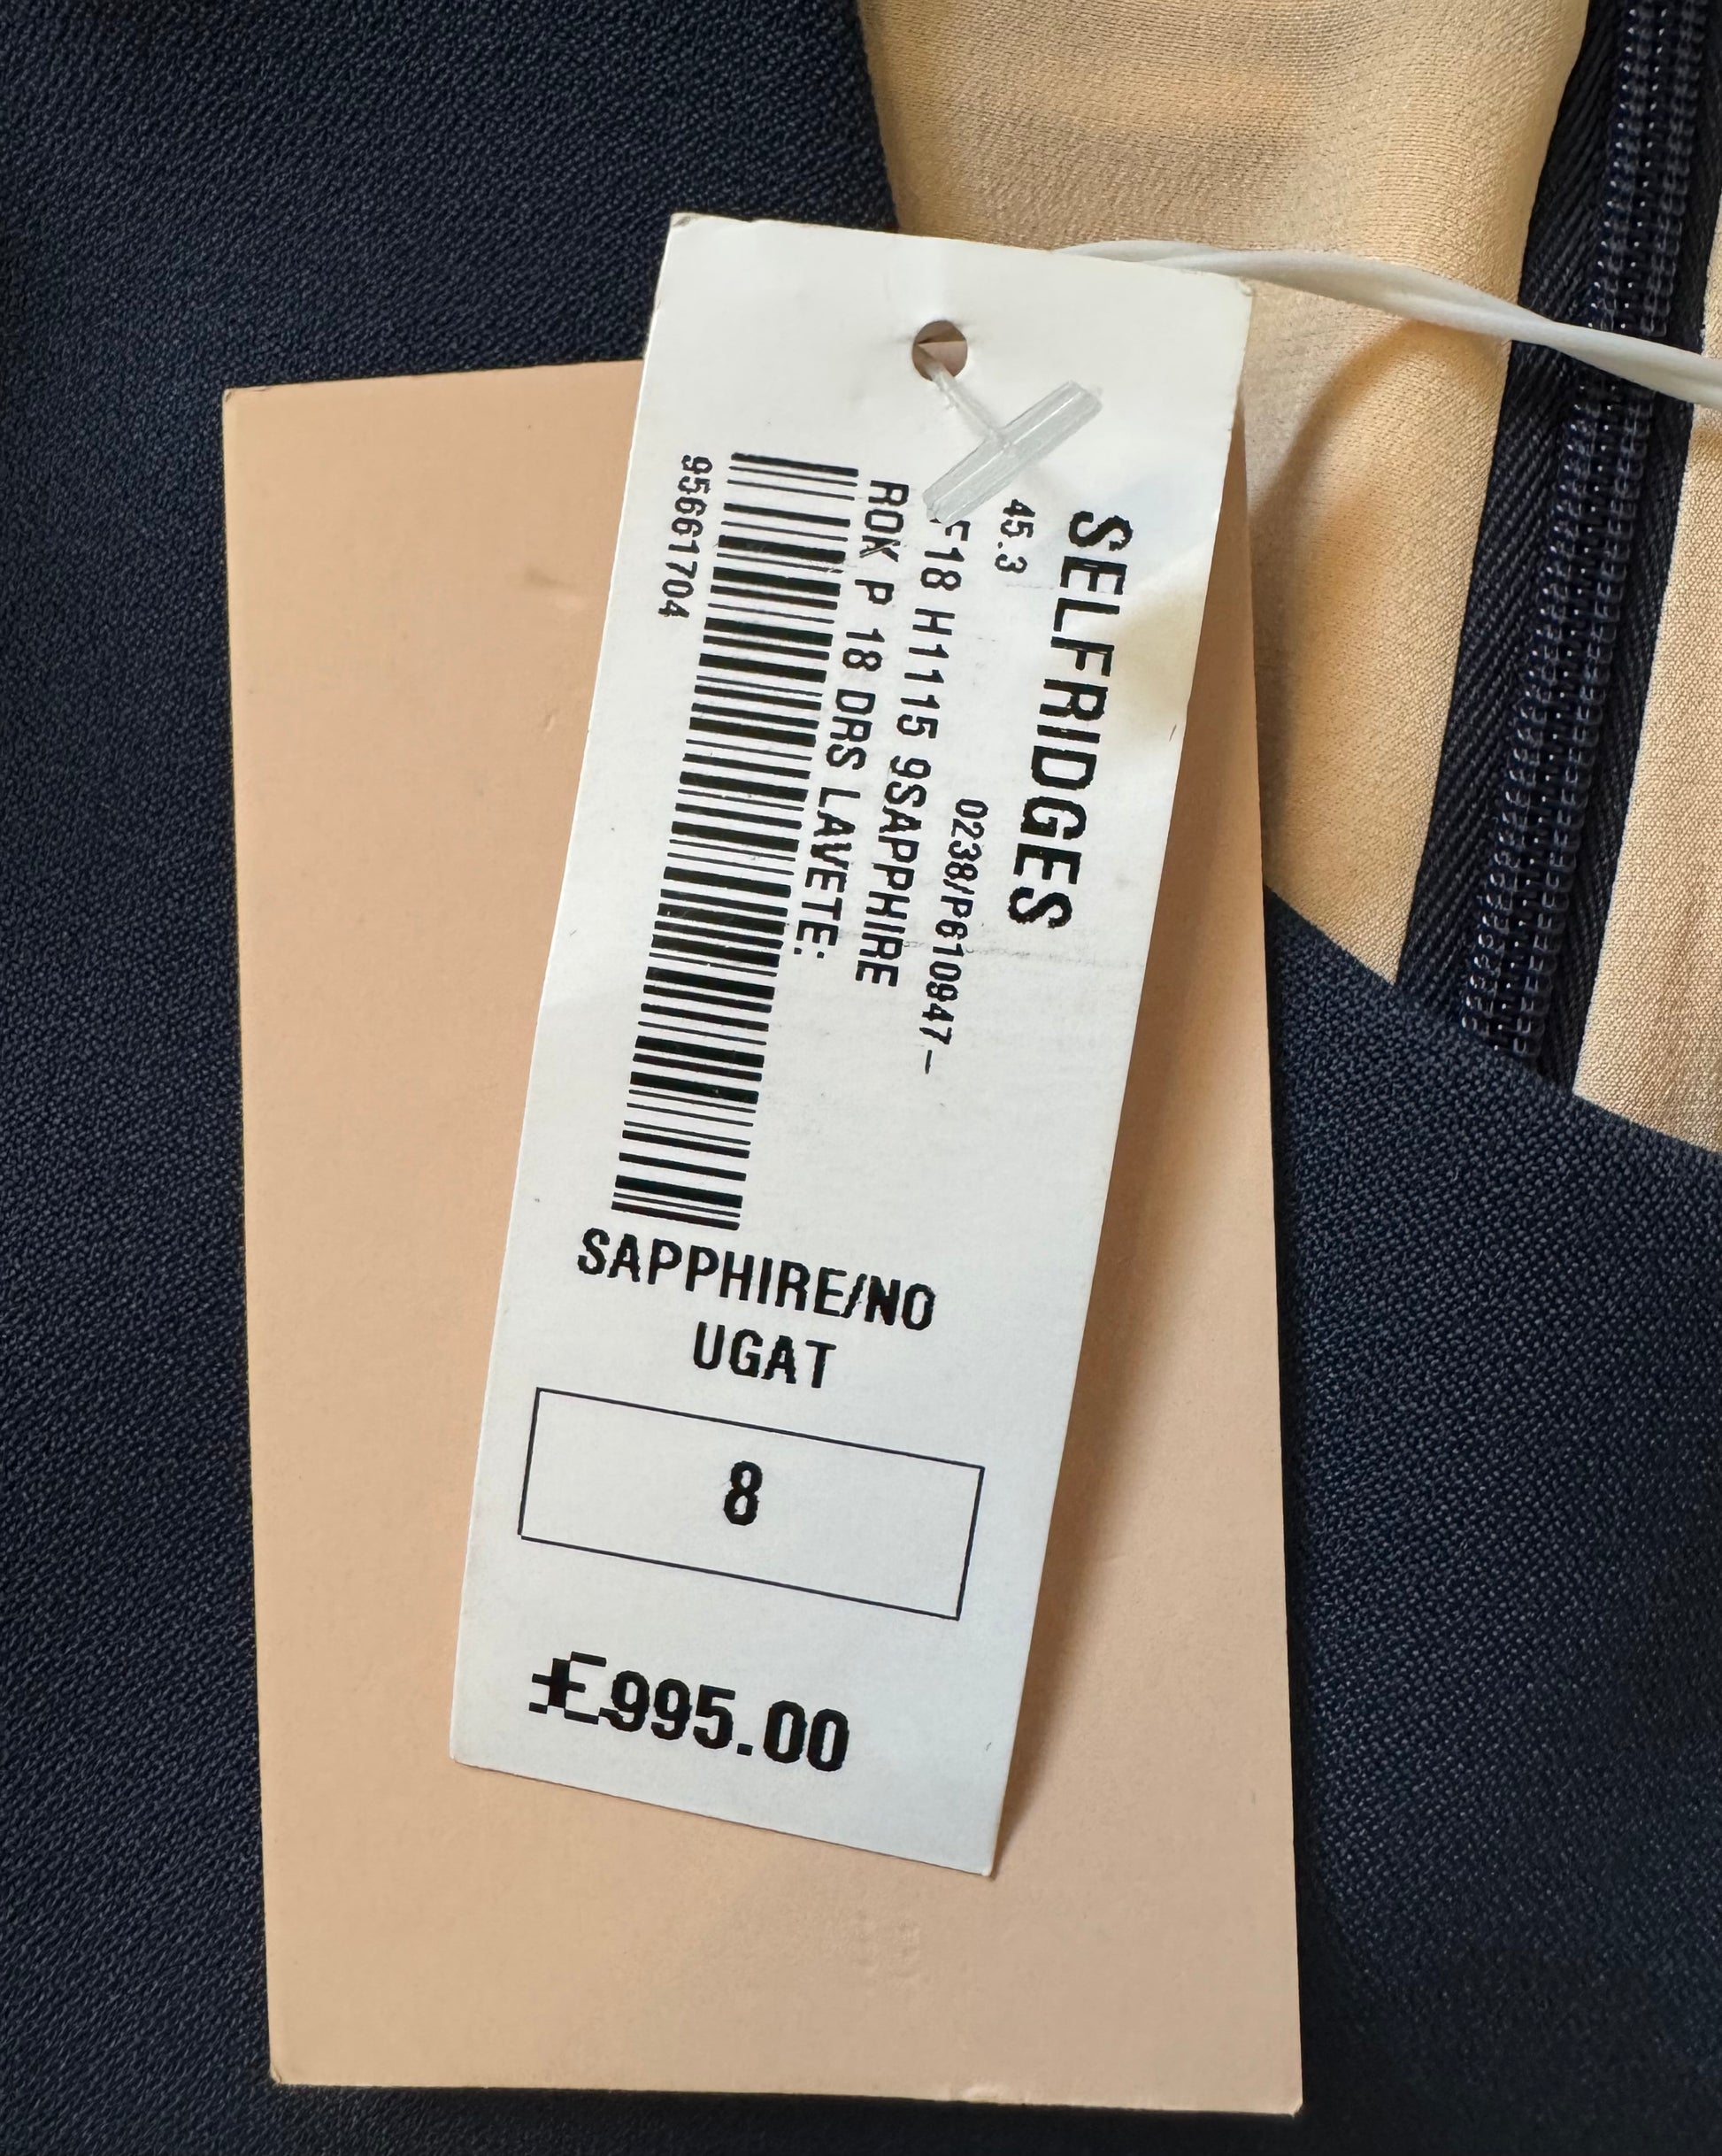 SELFRIDGES
45.3
0238/P610947-
F18 H1115 9SAPPHIRE
ROK P 18 DRS LAVETE:
95661704
SAPPHIRE/NO
UGAT
8
£995.00